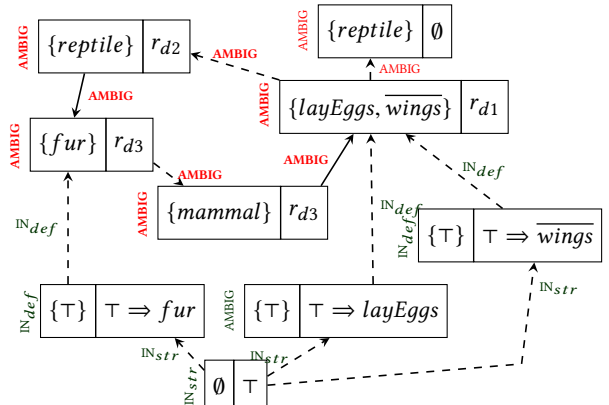 AMBIG {reptile} r_{d2} AMBIG
AMBIG {reptile} ∅
AMBIG
AMBIG {layEggs, \overline{wings}} r_{d1}
AMBIG
AMBIG {fur} r_{d3} AMBIG
AMBIG
AMBIG {mammal} r_{d3}
IN_{def}
IN_{def}
IN_{def}
IN_{def} {⊤} ⊤ ⇒ \overline{wings}
IN_{def} {⊤} ⊤ ⇒ fur
AMBIG {⊤} ⊤ ⇒ layEggs
IN_{str}
IN_{str}
IN_{str}
IN_{str} ∅ ⊤